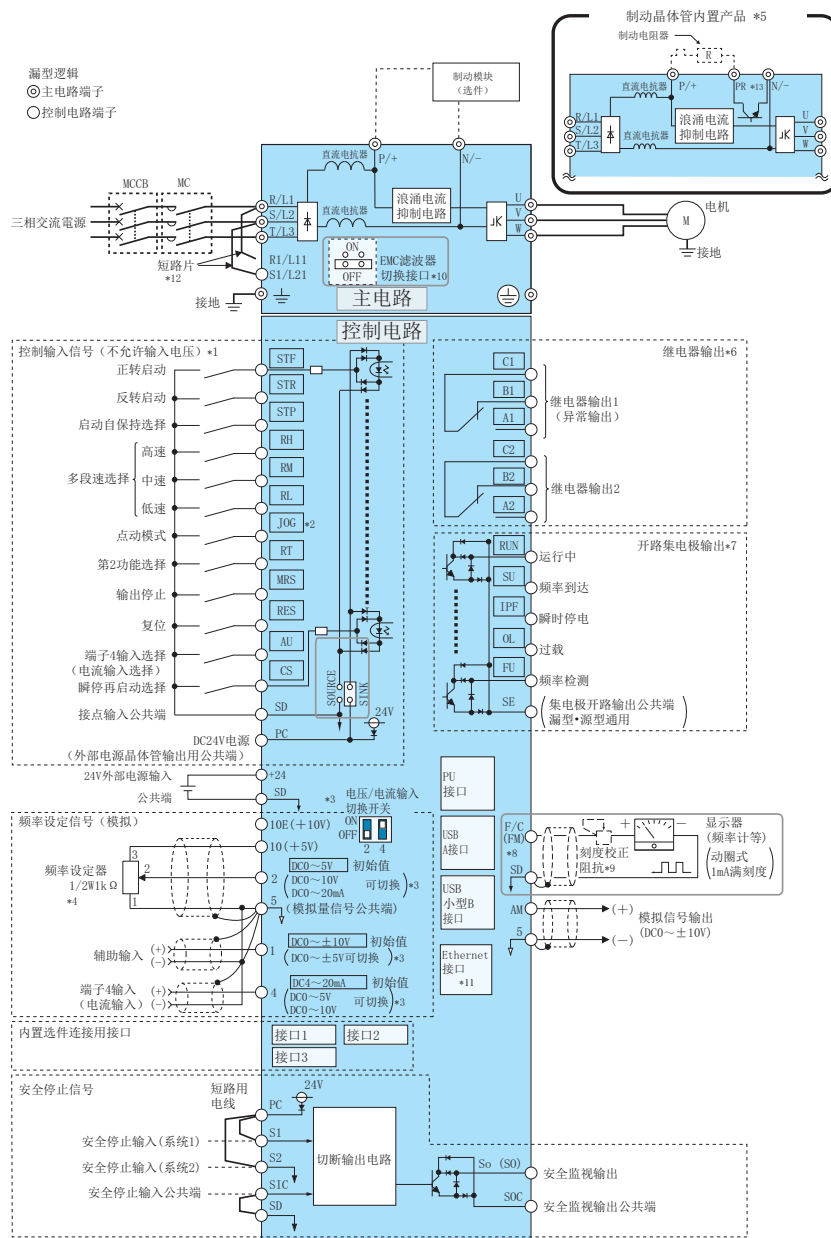 制动晶体管内置产品 *5
制动电阻器
R
直流电抗器
P/+
PR *13
N/-
R/L1
S/L2
T/L3
浪涌电流
抑制电路
直流电抗器
U
V
W
漏型逻辑
主电路端子
控制电路端子
制动模块
(选件)
P/+
N/-
直流电抗器
MCCB
MC
R/L1
S/L2
T/L3
直流电抗器
浪涌电流
抑制电路
U
V
W
M
电机
接地
三相交流電源
短路片
*12
R1/L11
S1/L21
ON
OFF
EMC滤波器
切换接口*10
接地
主电路
控制电路
控制输入信号（不允许输入电压）*1
正转启动
STF
反转启动
STR
启动自保持选择
STP
多段速选择
高速
RH
中速
RM
低速
RL
点动模式
JOG *2
第2功能选择
RT
输出停止
MRS
复位
RES
端子4输入选择
（电流输入选择）
AU
瞬停再启动选择
CS
SOURCE
SINK
接点输入公共端
SD
24V
DC24V电源
（外部电源晶体管输出用公共端）
PC
24V外部电源输入
+24
公共端
SD
继电器输出*6
C1
B1
A1
继电器输出1
(异常输出)
C2
B2
A2
继电器输出2
开路集电极输出*7
RUN
运行中
SU
频率到达
IPF
瞬时停电
OL
过载
FU
频率检测
SE
集电极开路输出公共端
漏型•源型通用
频率设定信号（模拟）
*3
电压/电流输入
切换开关
ON
OFF
2 4
10E(＋10V)
10(＋5V)
频率设定器
1/2W1kΩ
*4
3
2
1
2
DC0～5V 初始值
DC0～10V
DC0～20mA
可切换
*3
5
(模拟量信号公共端)
辅助输入
(+)
(−)
1
DC0～±10V 初始值
DC0～±5V可切换
*3
端子4输入
（电流输入）
(+)
(−)
4
DC4～20mA 初始值
DC0～5V
DC0～10V
可切换
*3
PU
接口
USB
A接口
USB
小型B
接口
Ethernet
接口
*11
F/C
(FM)
*8
SD
刻度校正
阻抗*9
+
−
显示器
(频率计等)
动圈式
1mA满刻度
AM
(+)
5
(−)
模拟信号输出
(DC0～±10V)
内置选件连接用接口
接口1
接口2
接口3
安全停止信号
短路用
电线
PC
24V
安全停止输入(系统1)
S1
安全停止输入(系统2)
S2
安全停止输入公共端
SIC
SD
切断输出电路
So (SO)
安全监视输出
SOC
安全监视输出公共端